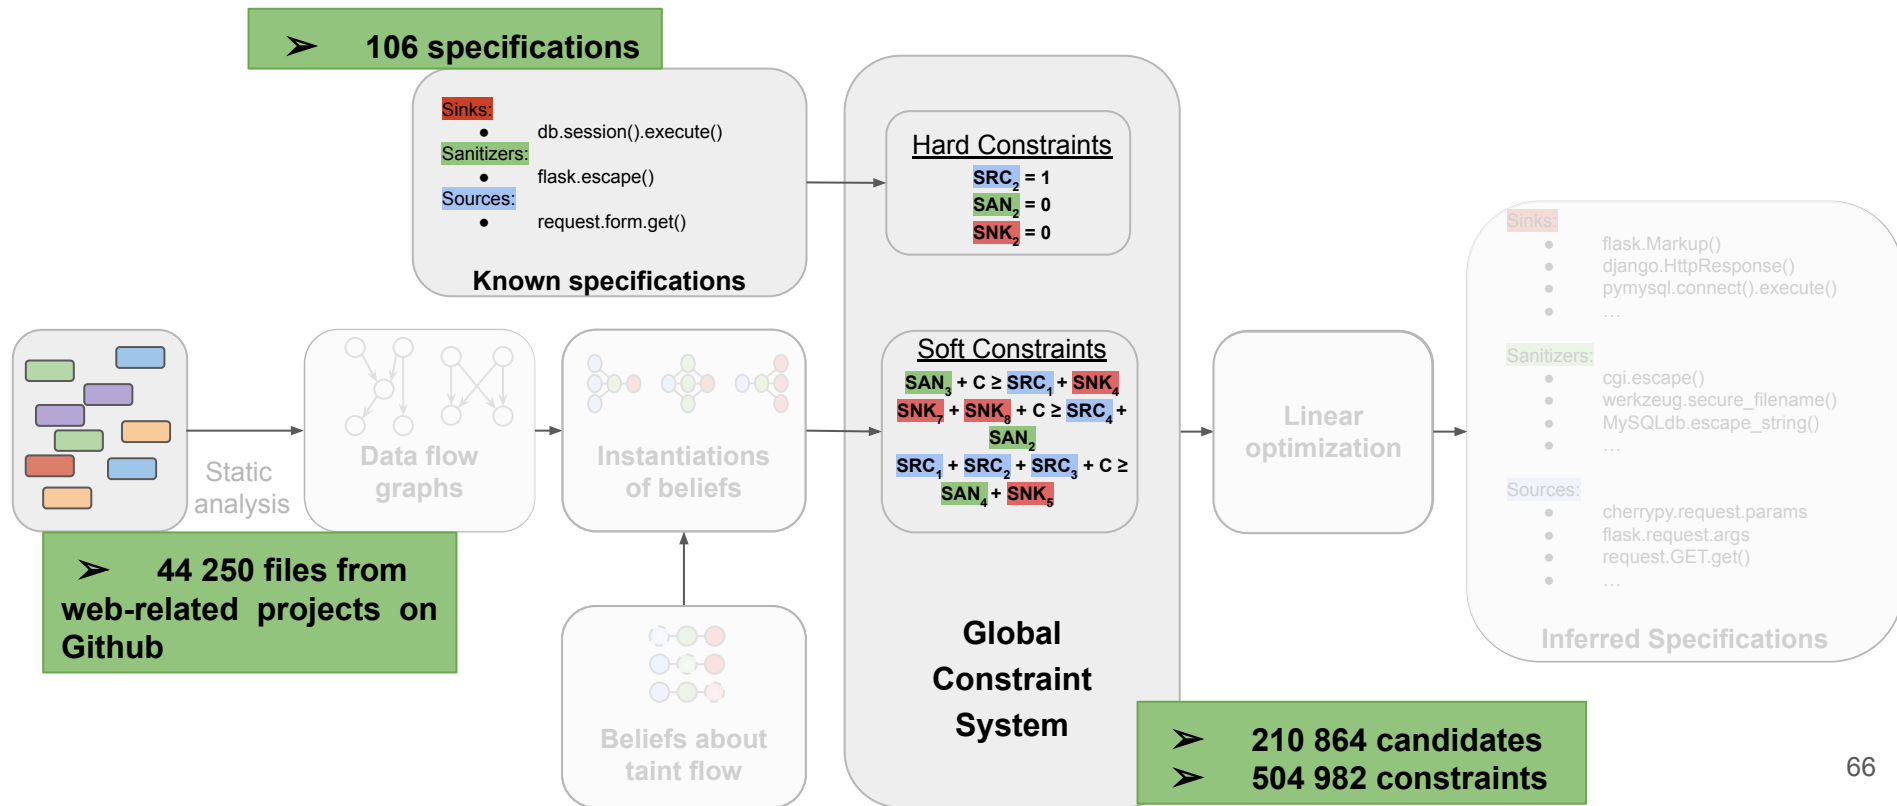 ➢ 106 specifications
Sinks:
● db.session().execute()
Sanitizers:
● flask.escape()
Sources:
● request.form.get()
Known specifications
Hard Constraints
SRC₂ = 1
SAN₂ = 0
SNK₂ = 0
Static
analysis
Data flow
graphs
Instantiations
of beliefs
Soft Constraints
SAN₃ + C ≥ SRC₁ + SNK₄
SNK₇ + SNK₈ + C ≥ SRC₄ +
SAN₂
SRC₁ + SRC₂ + SRC₃ + C ≥
SAN₄ + SNK₅
Linear
optimization
Sinks:
● flask.Markup()
● django.HttpResponse()
● pymysql.connect().execute()
● …
Sanitizers:
● cgi.escape()
● werkzeug.secure_filename()
● MySQLdb.escape_string()
● …
Sources:
● cherrypy.request.params
● flask.request.args
● request.GET.get()
● …
Inferred Specifications
➢ 44 250 files from
web-related projects on
Github
Beliefs about
taint flow
Global
Constraint
System
➢ 210 864 candidates
➢ 504 982 constraints
66